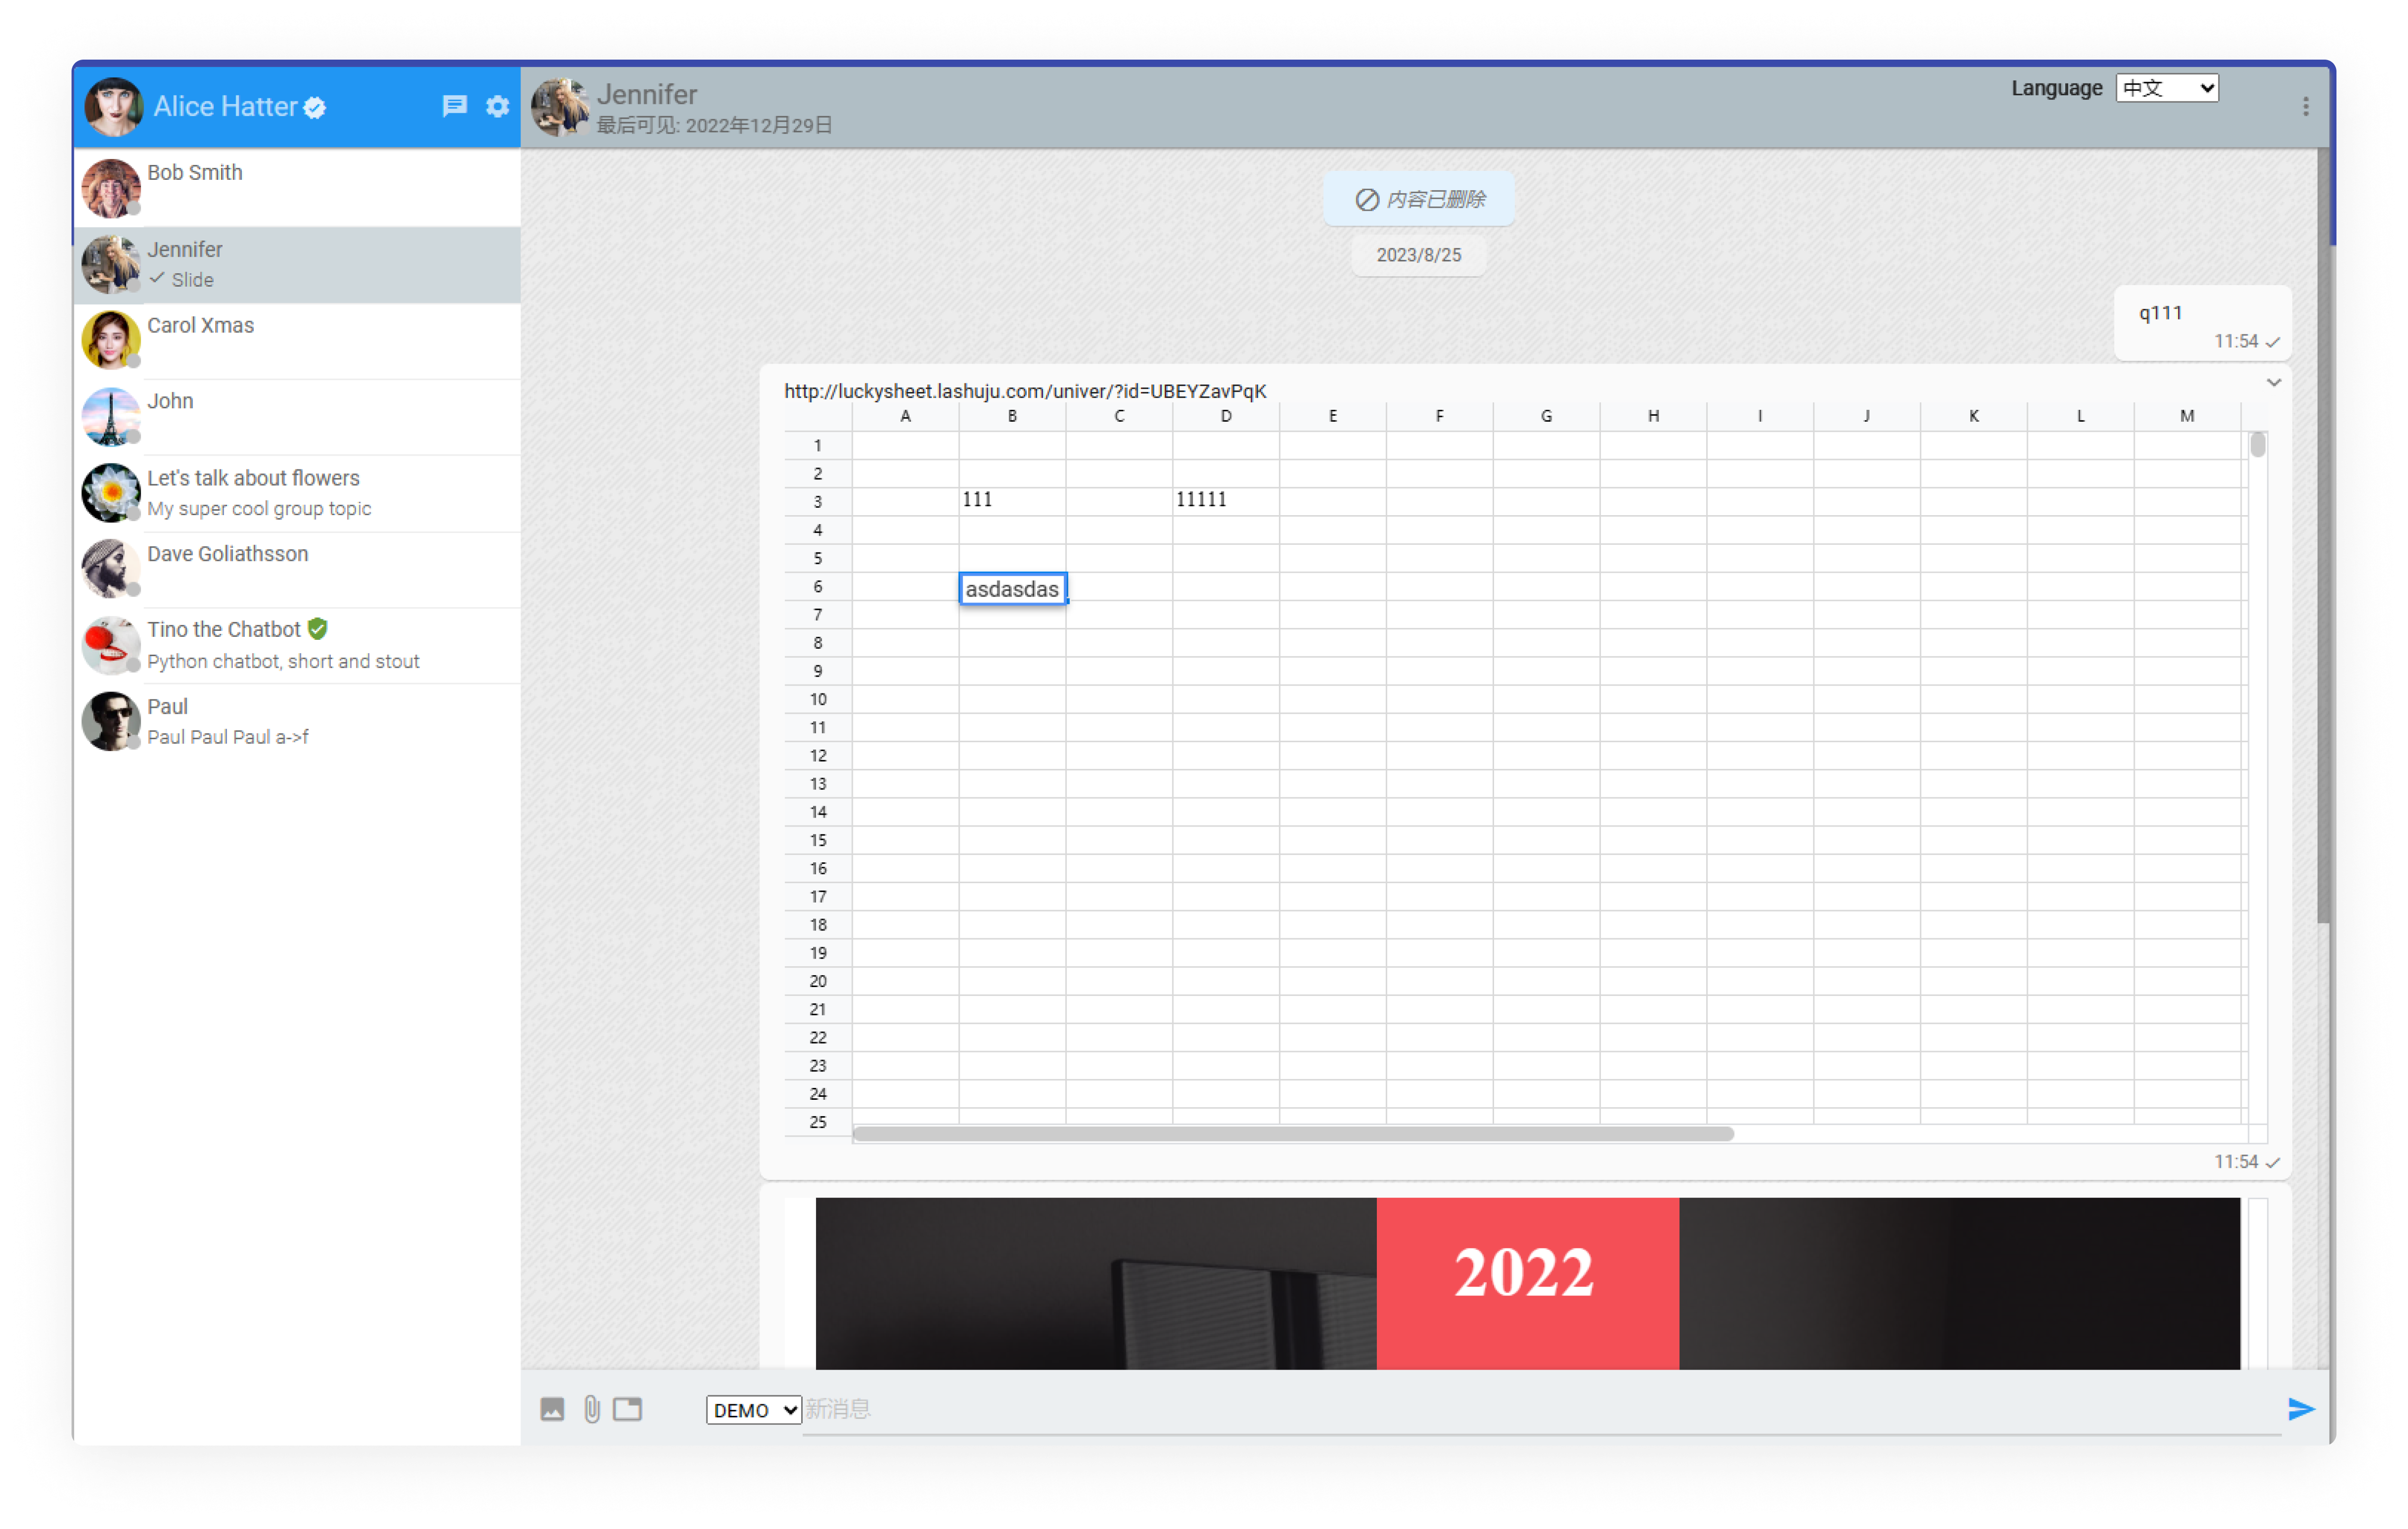 Alice Hatter
Bob Smith
Jennifer
Slide
Carol Xmas
John
Let's talk about flowers
My super cool group topic
Dave Goliathsson
Tino the Chatbot
Python chatbot, short and stout
Paul
Paul Paul Paul a->f
Jennifer
最后可见: 2022年12月29日
Language 中文
内容已删除
2023/8/25
q111
11:54
http://luckysheet.lashuju.com/univer/?id=UBEYZavPqK
A B C D E F G H I J K L M
1
2
3 111 11111
4
5
6 asdasdas
7
8
9
10
11
12
13
14
15
16
17
18
19
20
21
22
23
24
25
11:54
2022
DEMO 新消息